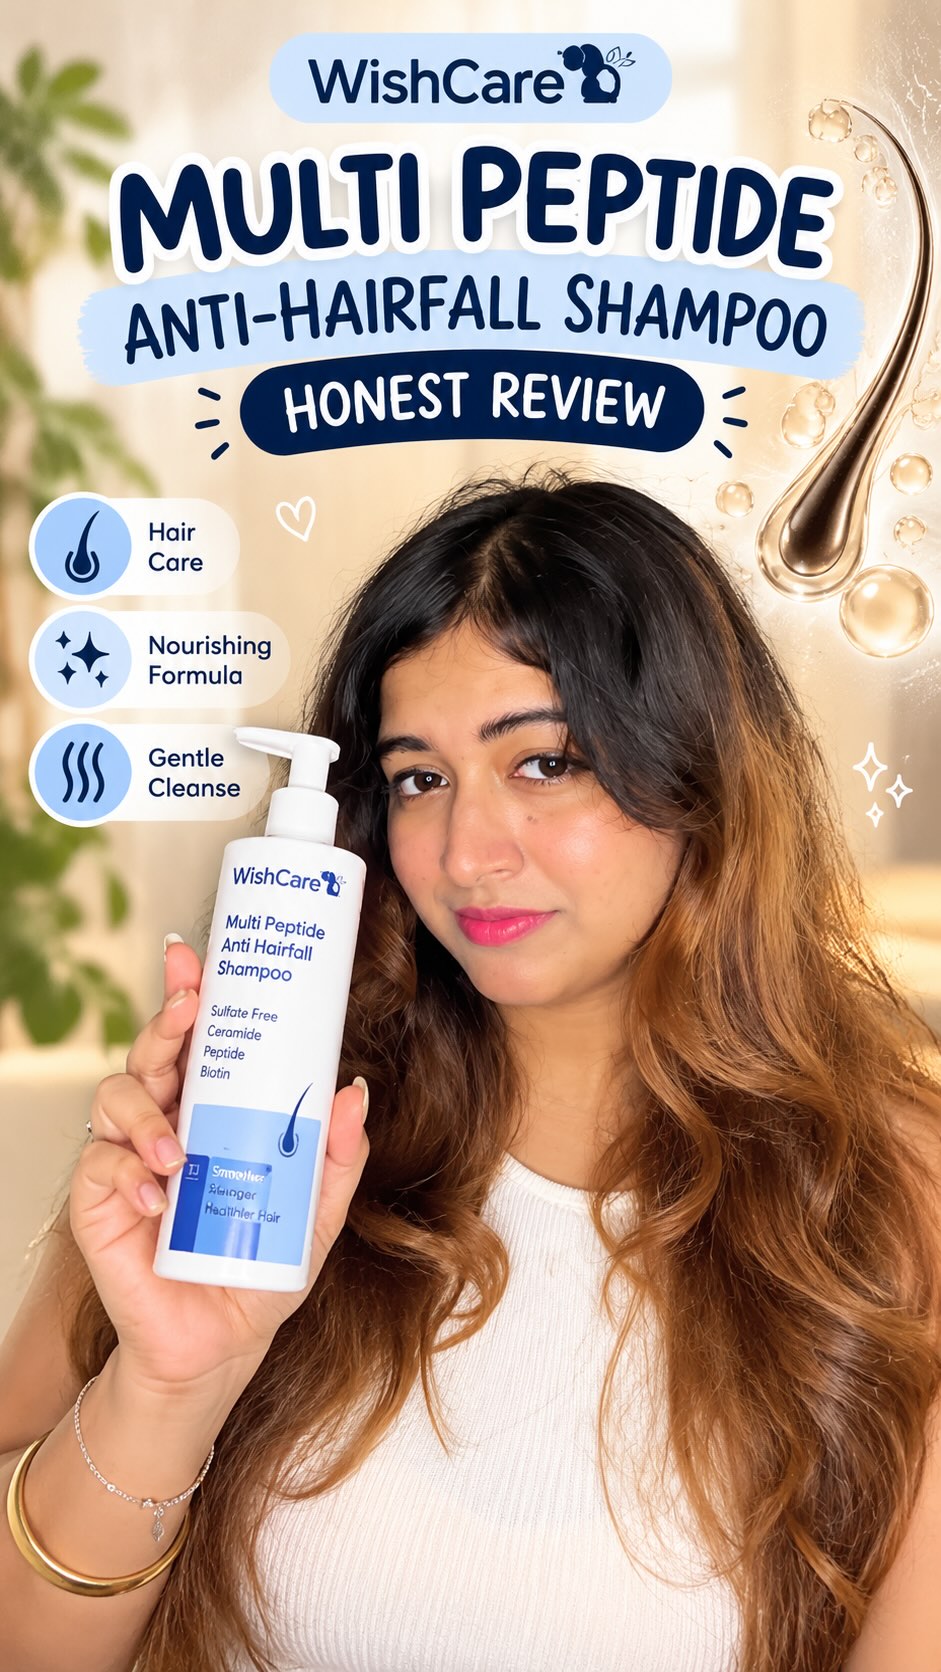 WishCare
MULTI PEPTIDE
ANTI-HAIRFALL SHAMPOO
HONEST REVIEW
Hair
Care
Nourishing
Formula
Gentle
Cleanse
WishCare
Multi Peptide
Anti Hairfall
Shampoo
Sulfate Free
Ceramide
Peptide
Biotin
Healthier Hair